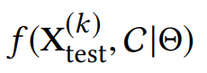 f(𝐗_test^(k), 𝒞|Θ)